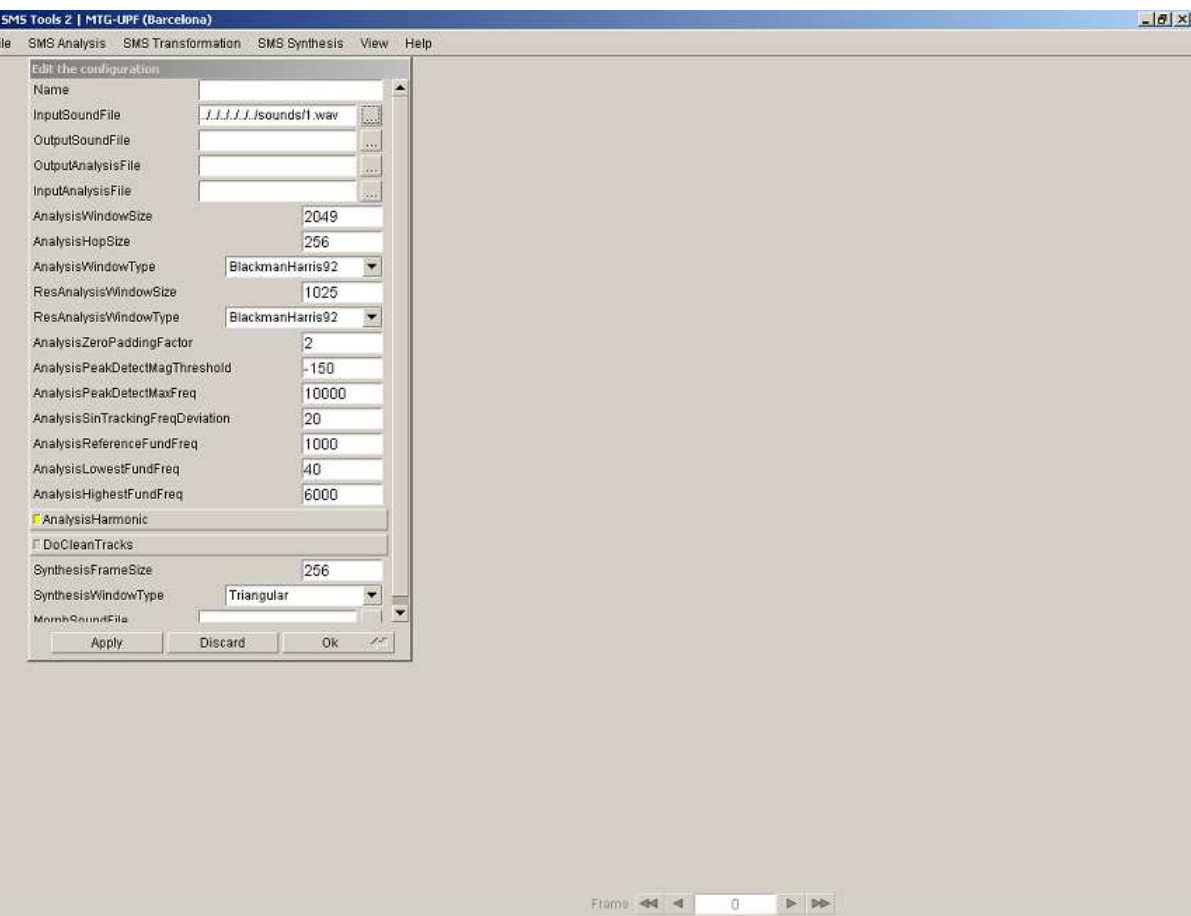 SMS Tools 2 | MTG-UPF (Barcelona)
ile SMS Analysis SMS Transformation SMS Synthesis View Help
Edit the configuration
Name
InputSoundFile ./../../../../../sounds/1.wav ...
OutputSoundFile ...
OutputAnalysisFile ...
InputAnalysisFile ...
AnalysisWindowSize 2049
AnalysisHopSize 256
AnalysisWindowType BlackmanHarris92
ResAnalysisWindowSize 1025
ResAnalysisWindowType BlackmanHarris92
AnalysisZeroPaddingFactor 2
AnalysisPeakDetectMagThreshold -150
AnalysisPeakDetectMaxFreq 10000
AnalysisSinTrackingFreqDeviation 20
AnalysisReferenceFundFreq 1000
AnalysisLowestFundFreq 40
AnalysisHighestFundFreq 6000
AnalysisHarmonic
DoCleanTracks
SynthesisFrameSize 256
SynthesisWindowType Triangular
MorphSoundFile
Apply Discard Ok
Frame 0